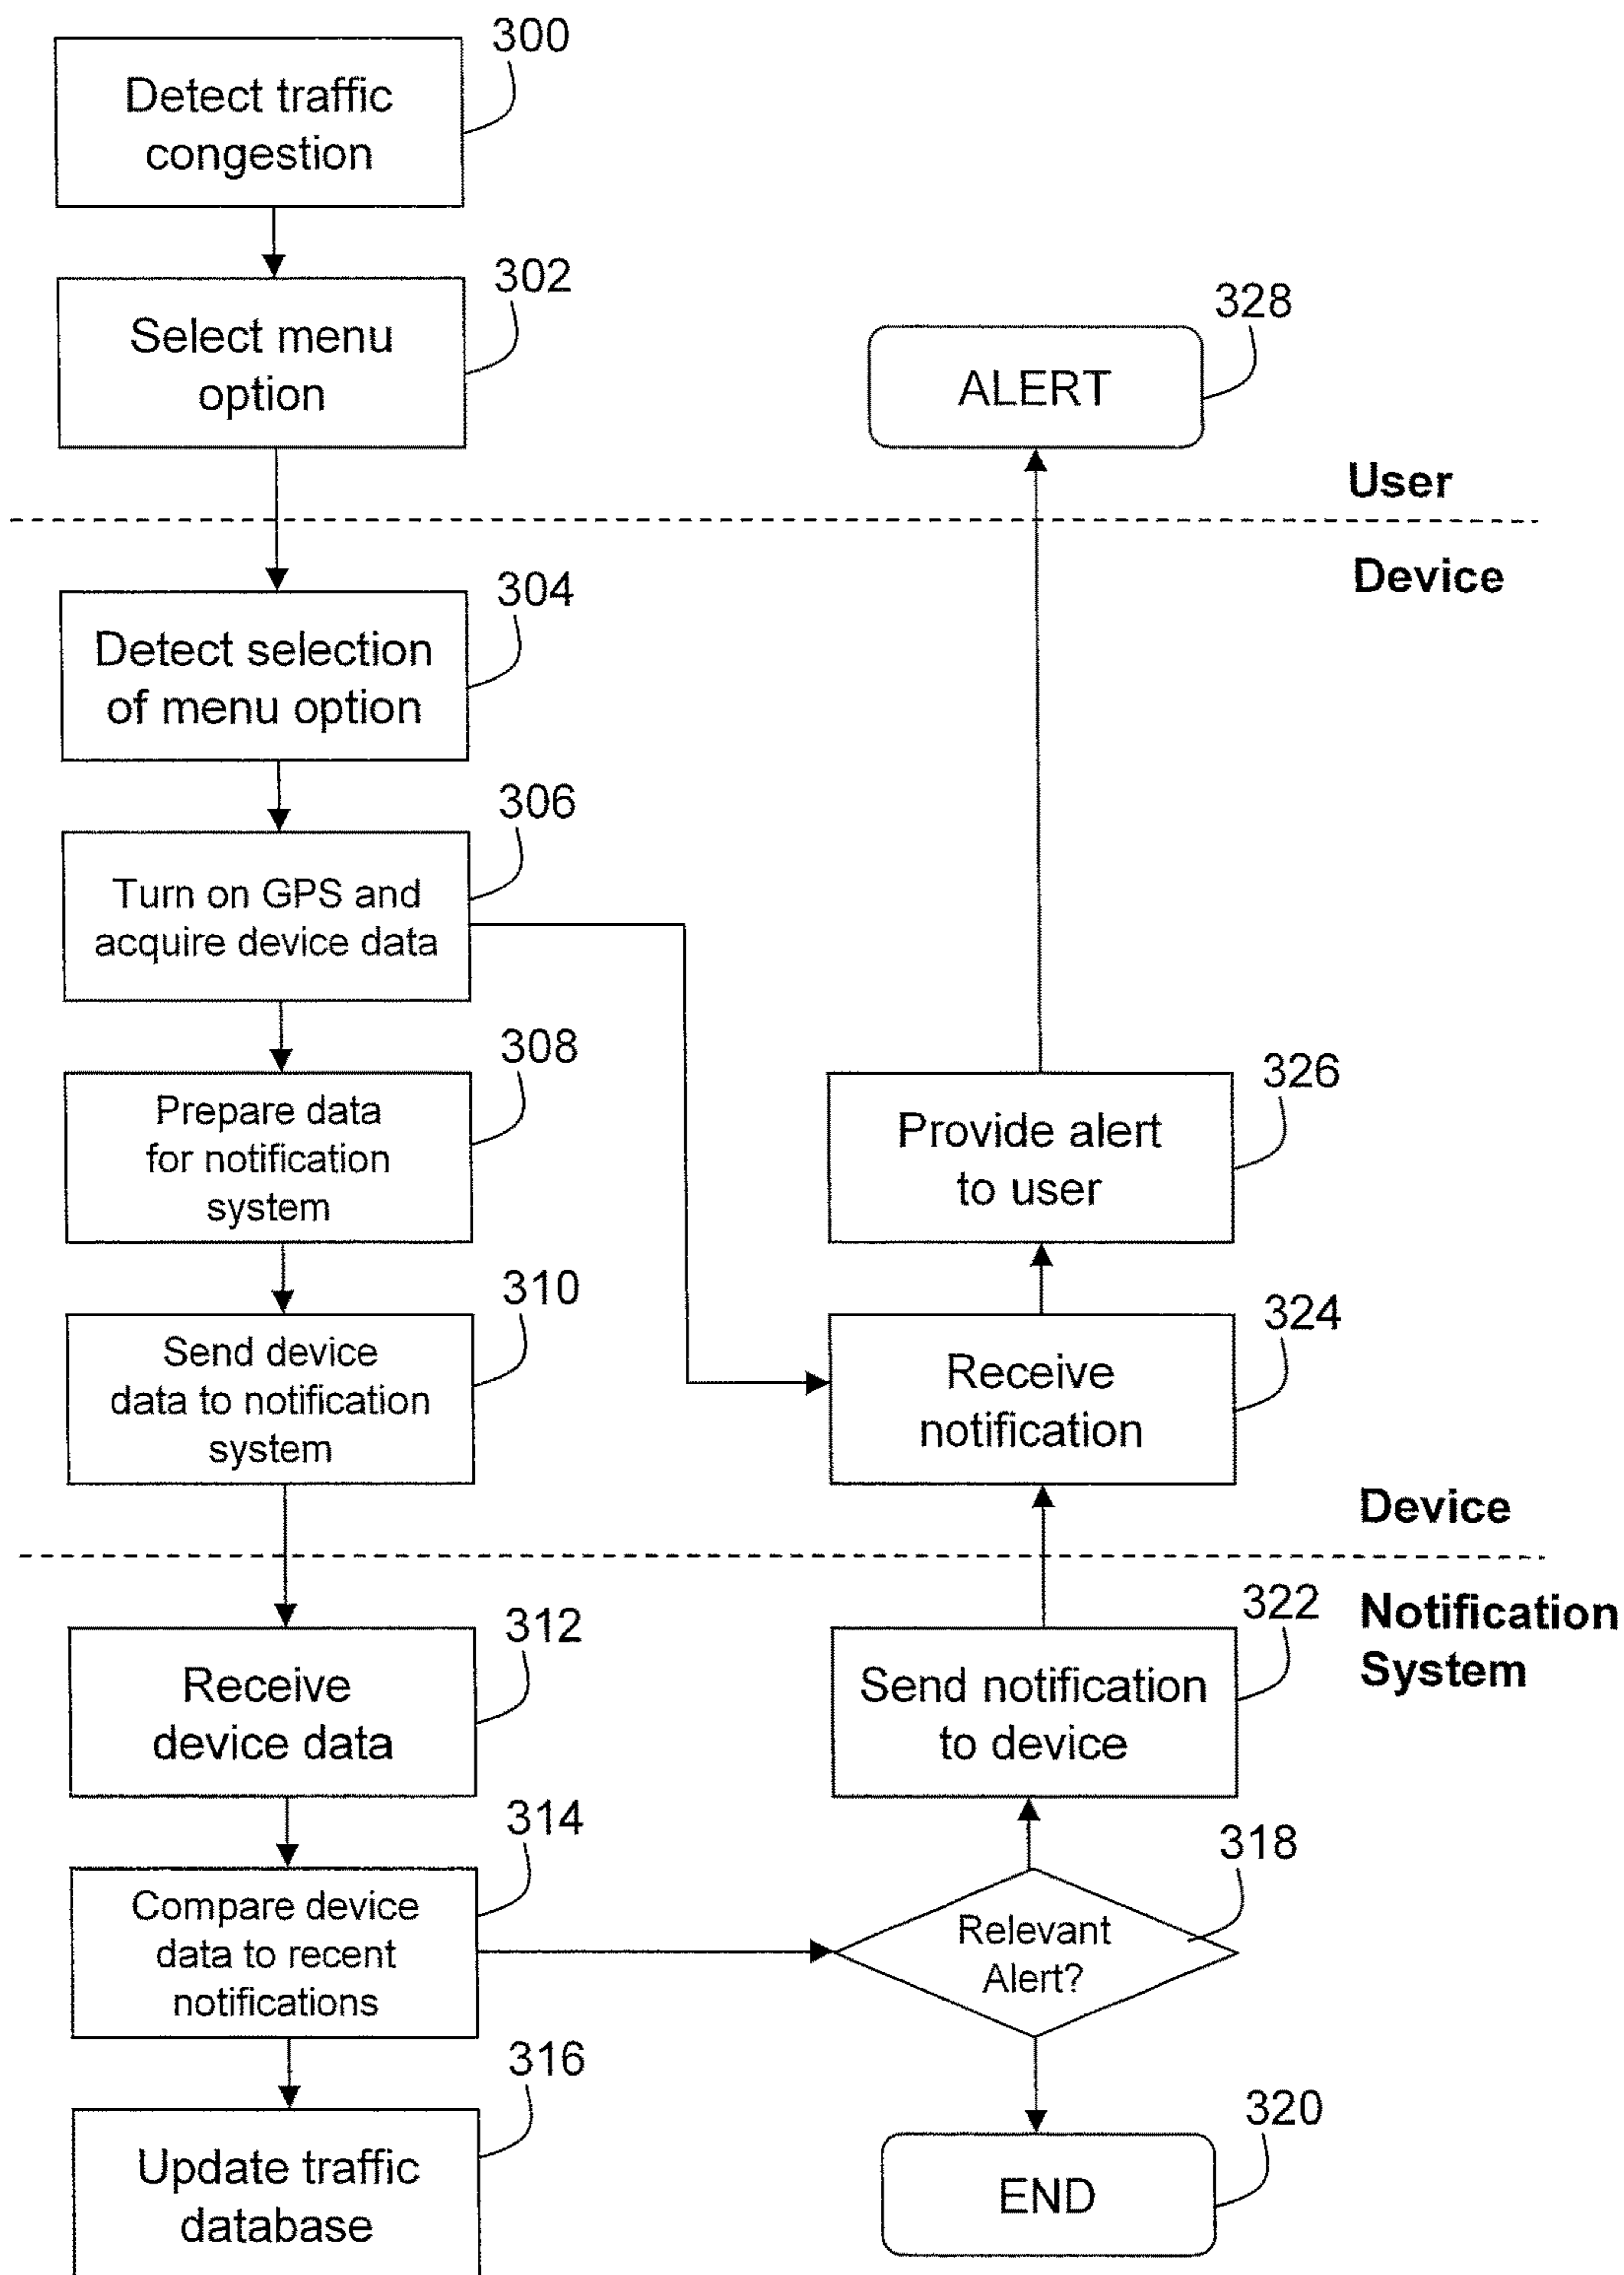 300
Detect traffic
congestion
302
Select menu
option
328
ALERT
User
Device
304
Detect selection
of menu option
306
Turn on GPS and
acquire device data
308
Prepare data
for notification
system
326
Provide alert
to user
310
Send device
data to notification
system
324
Receive
notification
Device
Notification
System
312
Receive
device data
322
Send notification
to device
314
Compare device
data to recent
notifications
318
Relevant
Alert?
316
Update traffic
database
320
END